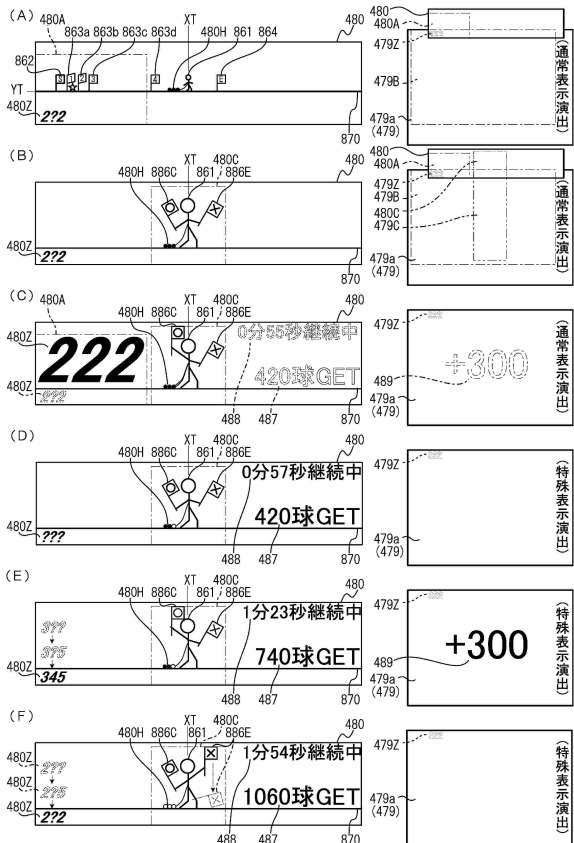 (A)
480A
863a
863b
863c
863d
480H
XT
861
864
480
862
S
1
2
3
4
E
YT
480Z
2?2
870
480
480A
479Z
479B
479a
(479)
(通常表示演出)
(B)
480H
886C
XT
861
480C
886E
480
480Z
2?2
870
480
480A
479Z
479B
480C
479C
479a
(479)
(通常表示演出)
(C)
480A
480H
886C
XT
861
480C
886E
480
480Z
222
0分55秒継続中
420球GET
480Z
2?2
488
487
870
479Z
+300
489
479a
(479)
(通常表示演出)
(D)
480H
886C
XT
861
480C
886E
480
0分57秒継続中
420球GET
480Z
???
488
487
870
479Z
479a
(479)
(特殊表示演出)
(E)
480H
886C
XT
861
480C
886E
480
1分23秒継続中
3??
3?5
740球GET
480Z
345
488
487
870
479Z
+300
489
479a
(479)
(特殊表示演出)
(F)
480H
886C
XT
861
480C
886E
480
1分54秒継続中
480Z
2??
480Z
2?5
1060球GET
480Z
2?2
488
487
870
479Z
479a
(479)
(特殊表示演出)